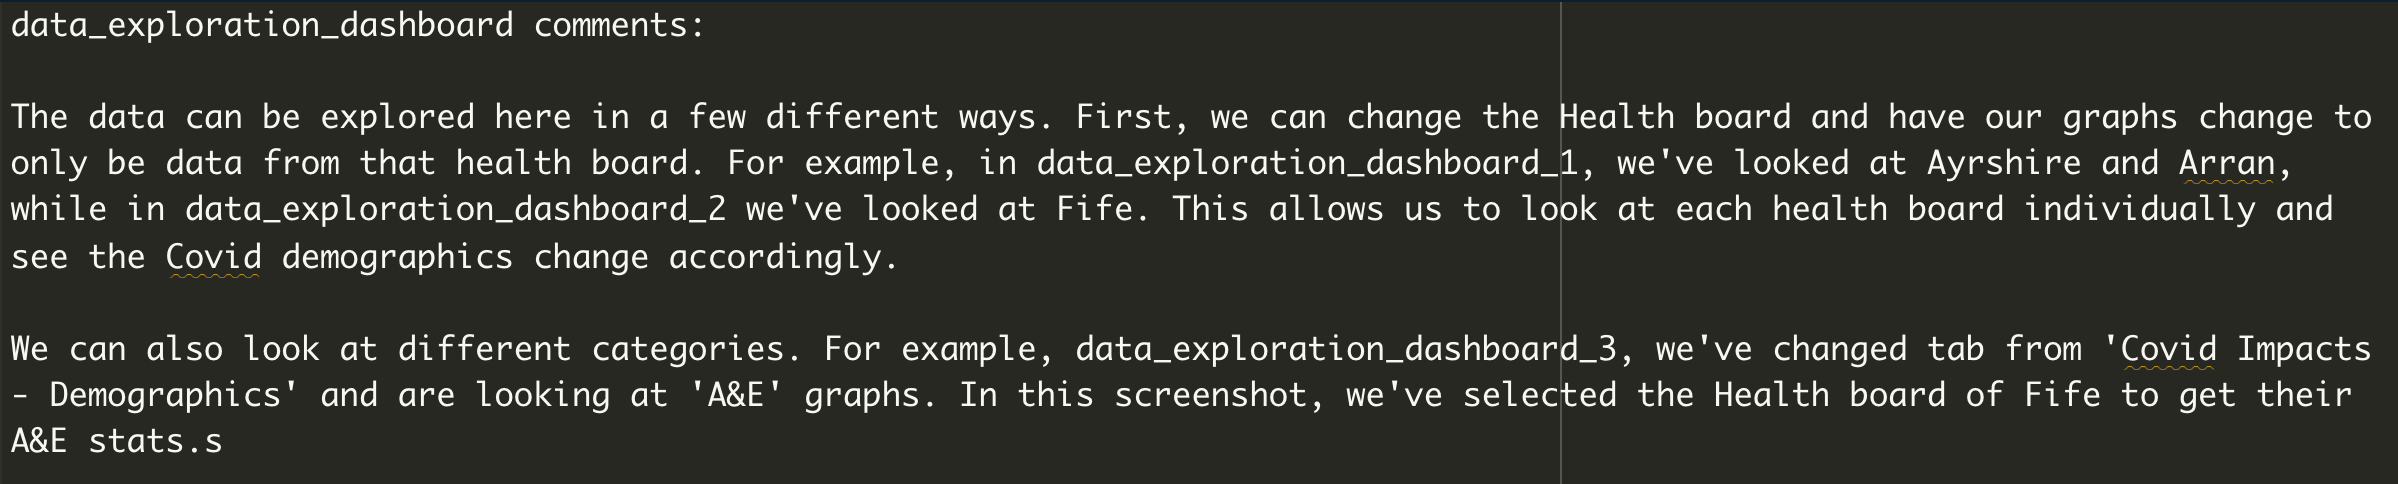 data_exploration_dashboard comments:
The data can be explored here in a few different ways. First, we can change the Health board and have our graphs change to
only be data from that health board. For example, in data_exploration_dashboard_1, we've looked at Ayrshire and Arran,
while in data_exploration_dashboard_2 we've looked at Fife. This allows us to look at each health board individually and
see the Covid demographics change accordingly.
We can also look at different categories. For example, data_exploration_dashboard_3, we've changed tab from 'Covid Impacts
- Demographics' and are looking at 'A&E' graphs. In this screenshot, we've selected the Health board of Fife to get their
A&E stats.s